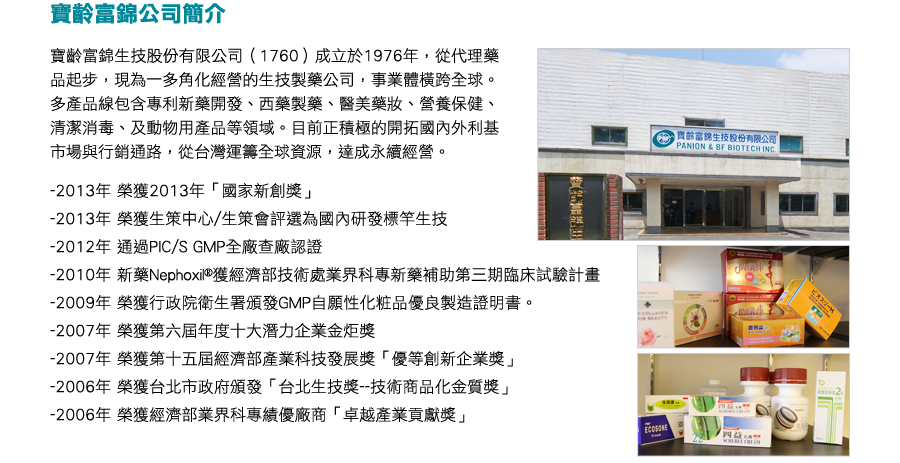 寶齡富錦公司簡介
寶齡富錦生技股份有限公司（1760）成立於1976年，從代理藥
品起步，現為一多角化經營的生技製藥公司，事業體橫跨全球。
多產品線包含專利新藥開發、西藥製藥、醫美藥妝、營養保健、
清潔消毒、及動物用產品等領域。目前正積極的開拓國內外利基
市場與行銷通路，從台灣運籌全球資源，達成永續經營。
-2013年 榮獲2013年「國家新創獎」
-2013年 榮獲生策中心/生策會評選為國內研發標竿生技
-2012年 通過PIC/S GMP全廠查廠認證
-2010年 新藥Nephoxil®獲經濟部技術處業界科專新藥補助第三期臨床試驗計畫
-2009年 榮獲行政院衛生署頒發GMP自願性化粧品優良製造證明書。
-2007年 榮獲第六屆年度十大潛力企業金炬獎
-2007年 榮獲第十五屆經濟部產業科技發展獎「優等創新企業獎」
-2006年 榮獲台北市政府頒發「台北生技獎--技術商品化金質獎」
-2006年 榮獲經濟部業界科專績優廠商「卓越產業貢獻獎」
寶齡富錦生技股份有限公司
PANION & BF BIOTECH INC.
ECOSONE
Cream
四益
SCHEREE CREAM
四益
SCHEREE CREAM